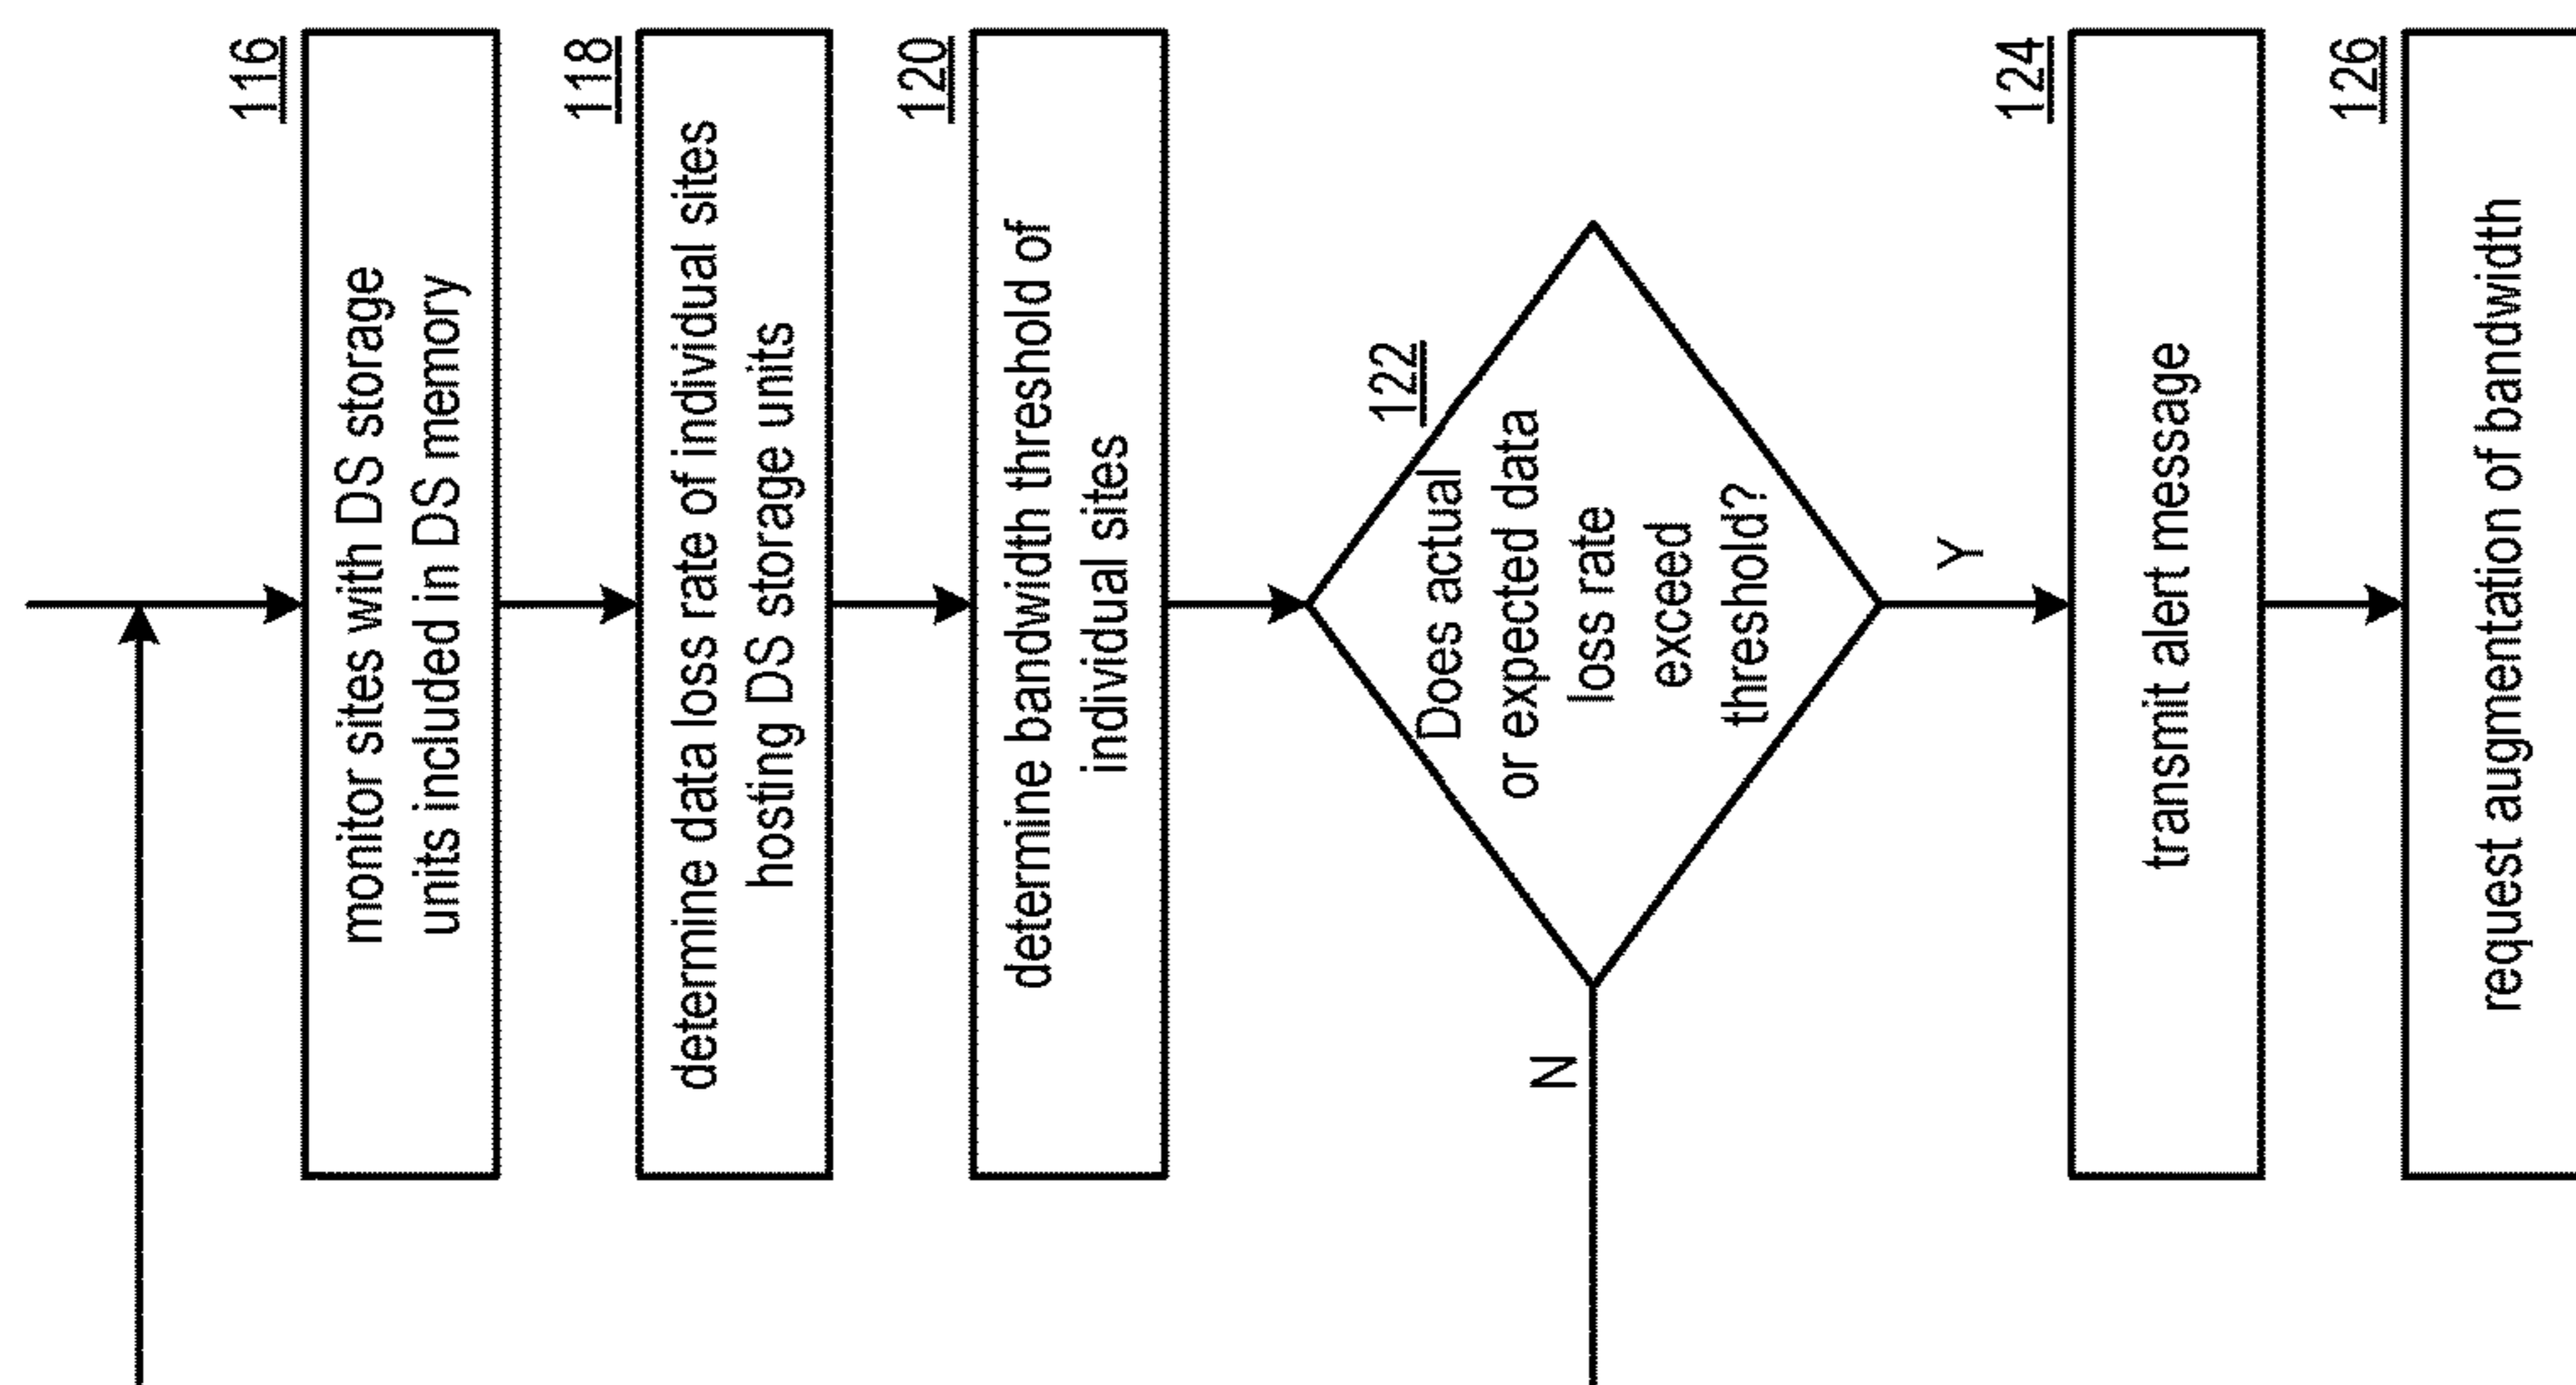 116
monitor sites with DS storage
units included in DS memory
118
determine data loss rate of individual sites
hosting DS storage units
120
determine bandwidth threshold of
individual sites
122
Does actual
or expected data
loss rate
exceed
threshold?
N
Y
124
transmit alert message
126
request augmentation of bandwidth